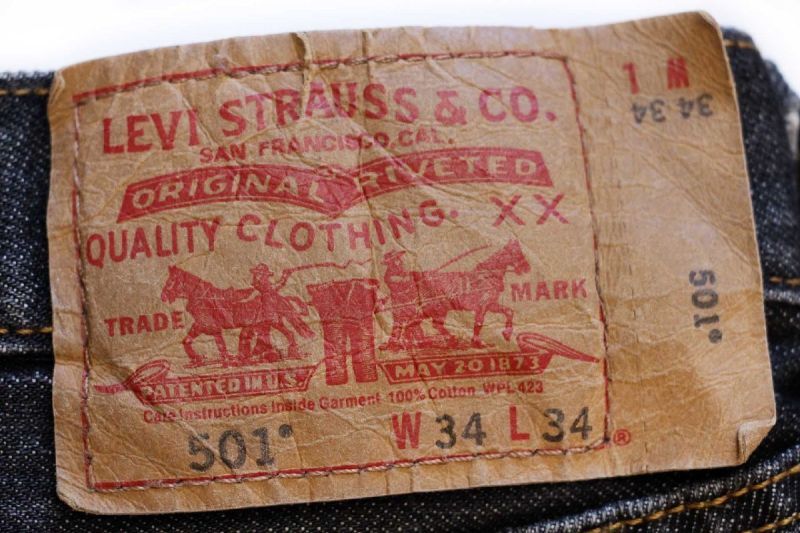 LEVI STRAUSS & CO.
SAN FRANCISCO, CAL.
ORIGINAL RIVETED
QUALITY CLOTHING. XX
TRADE MARK
PATENTED IN U.S. MAY 20 1873
Care Instructions Inside Garment 100% Cotton WPL 423
501® W 34 L 34 ®
L W
34 34
501®